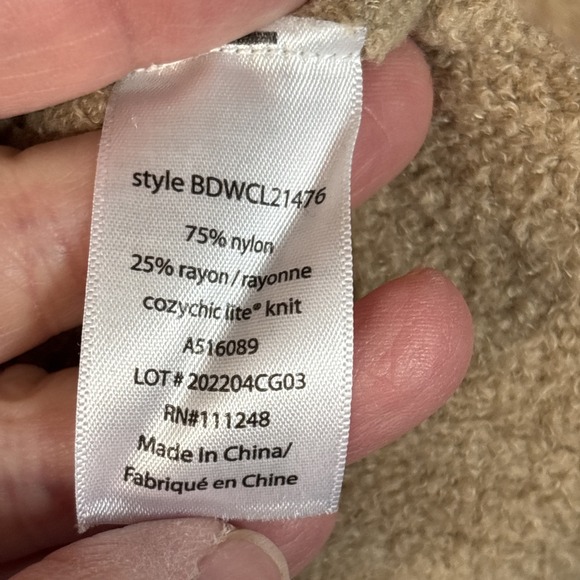 style BDWCL21476
75% nylon
25% rayon/rayonne
cozychic lite® knit
A516089
LOT # 202204CG03
RN#111248
Made In China/
Fabriqué en Chine